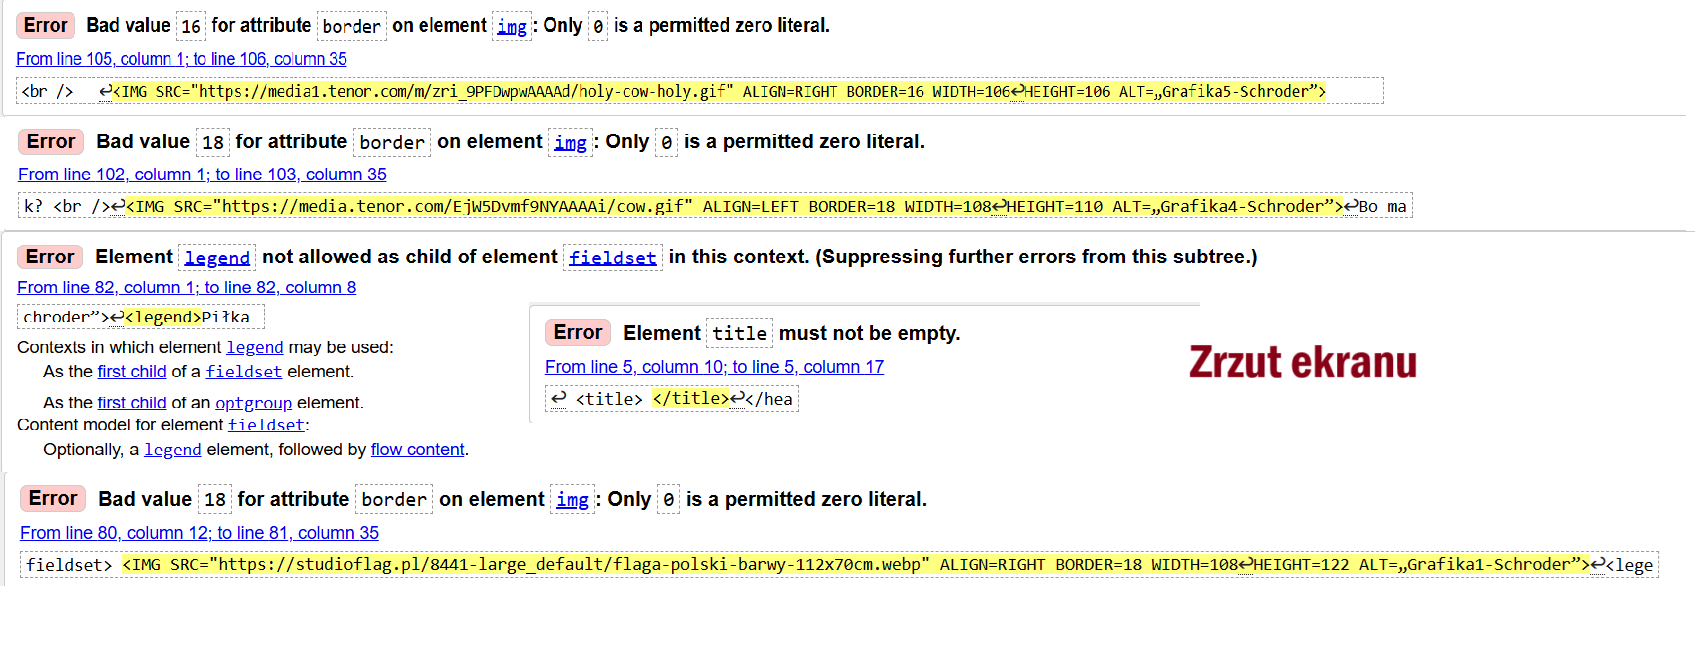 Error Bad value 16 for attribute border on element img: Only 0 is a permitted zero literal.
From line 105, column 1; to line 106, column 35
<br />   ↩<IMG SRC="https://media1.tenor.com/m/zri_9PFDwpwAAAAd/holy-cow-holy.gif" ALIGN=RIGHT BORDER=16 WIDTH=106↩HEIGHT=106 ALT=„Grafika5-Schroder”>
Error Bad value 18 for attribute border on element img: Only 0 is a permitted zero literal.
From line 102, column 1; to line 103, column 35
k? <br />↩<IMG SRC="https://media.tenor.com/EjW5Dvmf9NYAAAAi/cow.gif" ALIGN=LEFT BORDER=18 WIDTH=108↩HEIGHT=110 ALT=„Grafika4-Schroder”>↩Bo ma
Error Element legend not allowed as child of element fieldset in this context. (Suppressing further errors from this subtree.)
From line 82, column 1; to line 82, column 8
chroder”>↩<legend>Piłka
Contexts in which element legend may be used:
As the first child of a fieldset element.
As the first child of an optgroup element.
Content model for element fieldset:
Optionally, a legend element, followed by flow content.
Error Element title must not be empty.
From line 5, column 10; to line 5, column 17
↩ <title> </title>↩</hea
Zrzut ekranu
Error Bad value 18 for attribute border on element img: Only 0 is a permitted zero literal.
From line 80, column 12; to line 81, column 35
fieldset> <IMG SRC="https://studioflag.pl/8441-large_default/flaga-polski-barwy-112x70cm.webp" ALIGN=RIGHT BORDER=18 WIDTH=108↩HEIGHT=122 ALT=„Grafika1-Schroder”>↩<lege